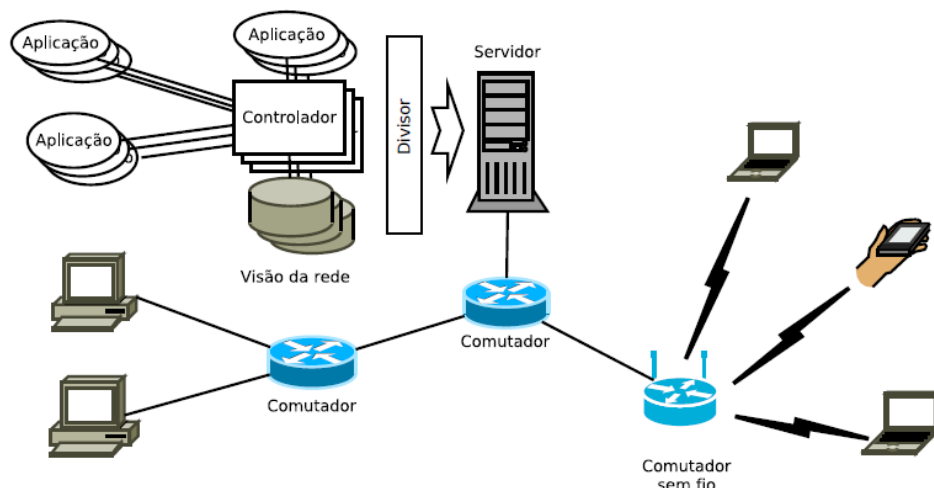 Aplicação
Aplicação
Servidor
Divisor
Controlador
Aplicação
Visão da rede
Comutador
Comutador
Comutador
sem fio